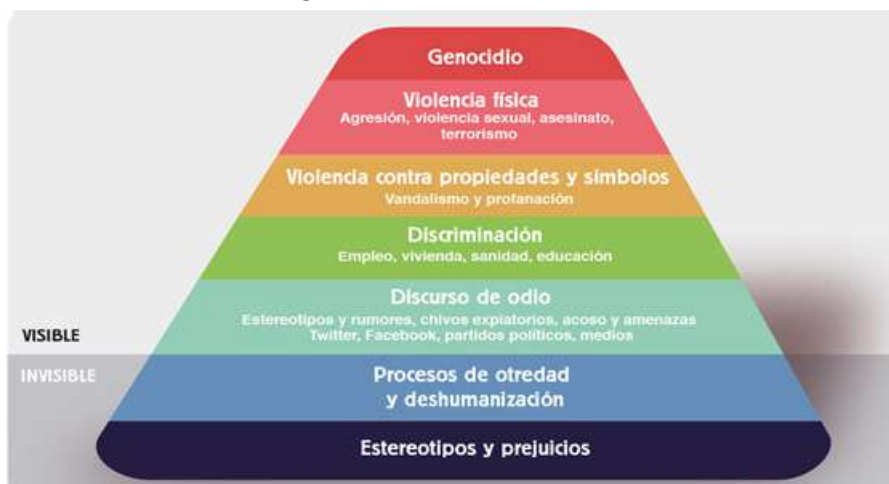 Genocidio
Violencia física
Agresión, violencia sexual, asesinato,
terrorismo
Violencia contra propiedades y símbolos
Vandalismo y profanación
Discriminación
Empleo, vivienda, sanidad, educación
Discurso de odio
Estereotipos y rumores, chivos expiatorios, acoso y amenazas
Twitter, Facebook, partidos políticos, medios
VISIBLE
INVISIBLE
Procesos de otredad
y deshumanización
Estereotipos y prejuicios